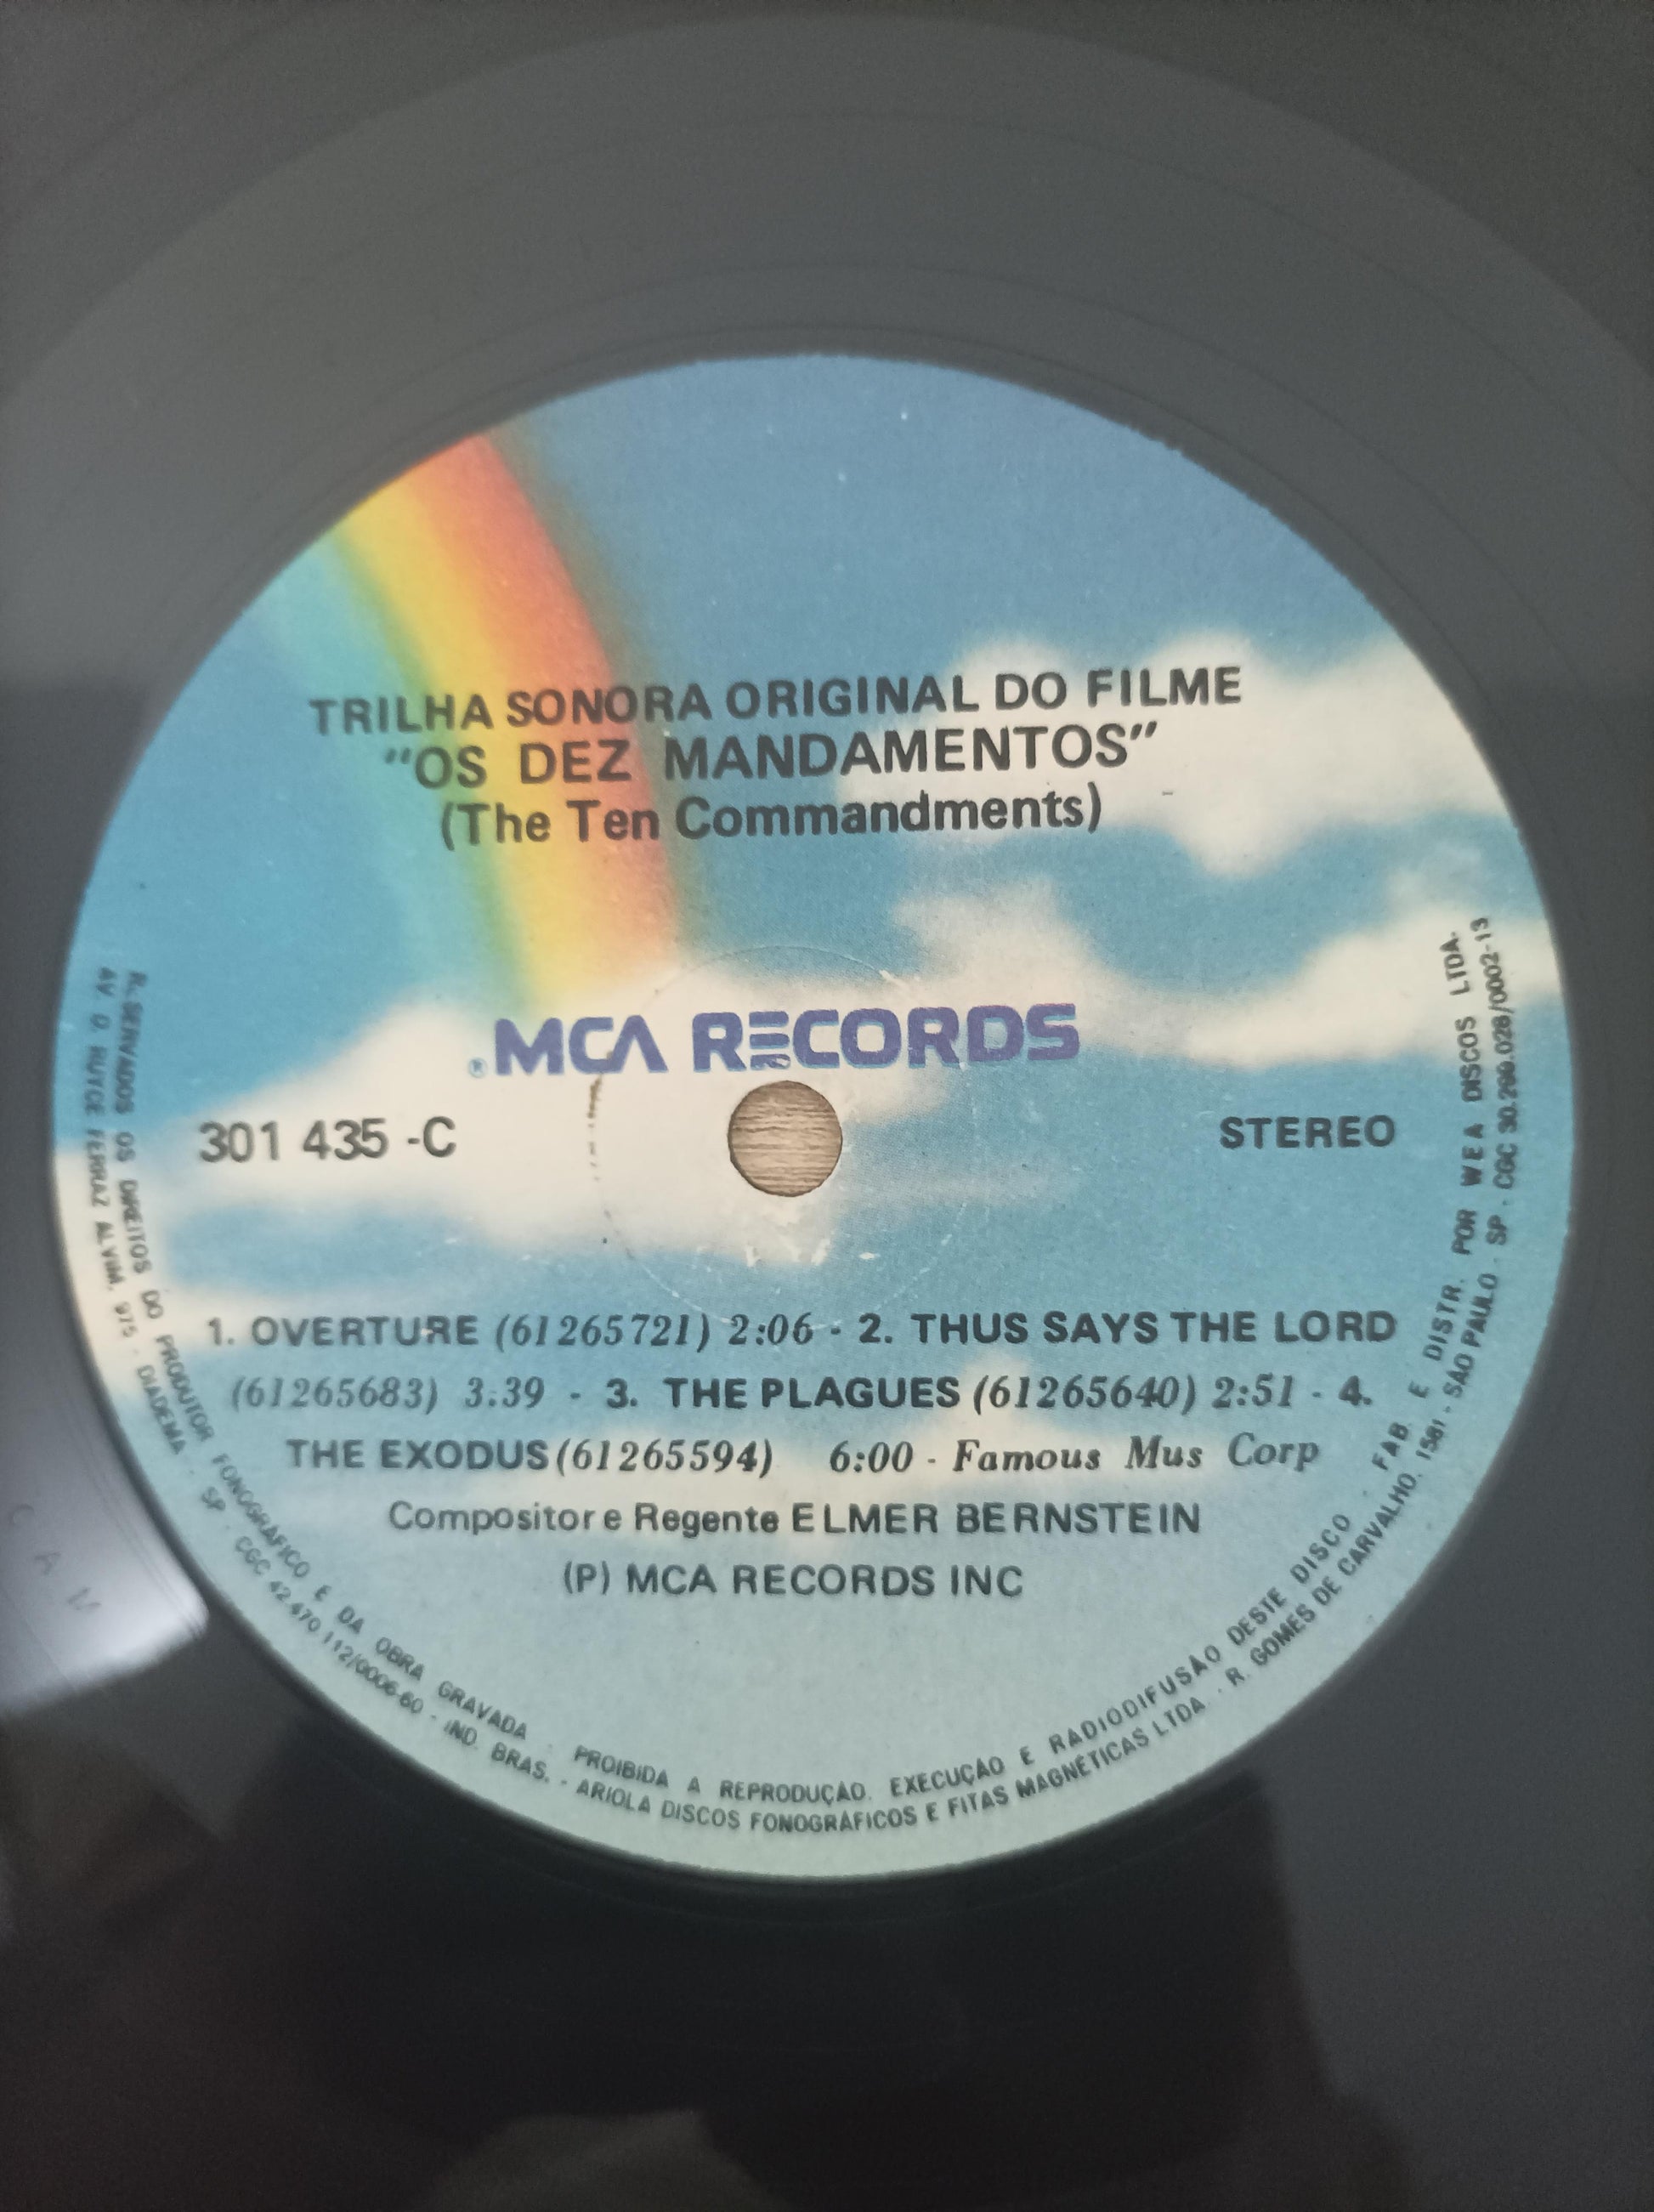 TRILHA SONORA ORIGINAL DO FILME
"OS DEZ MANDAMENTOS"
(The Ten Commandments)
® MCA RECORDS
301 435 -C
STEREO
1. OVERTURE (61265721) 2:06 - 2. THUS SAYS THE LORD
(61265683) 3:39 - 3. THE PLAGUES (61265640) 2:51 - 4.
THE EXODUS (61265594) 6:00 - Famous Mus Corp
Compositor e Regente ELMER BERNSTEIN
(P) MCA RECORDS INC
R. SERVADOS OS DIREITOS DO PRODUTOR FONOGRAFICO E DA OBRA GRAVADA - PROIBIDA A REPRODUÇÃO, EXECUÇÃO E RADIODIFUSÃO DESTE DISCO - FAB. E DISTR. POR WEA DISCOS LTDA.
AV. D. RUYCE FERRAZ ALVIM, 975 - DIADEMA - SP - CGC 42.470.112/0006-60 - IND. BRAS. - ARIOLA DISCOS FONOGRÁFICOS E FITAS MAGNÉTICAS LTDA. - R. GOMES DE CARVALHO, 1581 - SÃO PAULO - SP - CGC 30.260.028/0002-13